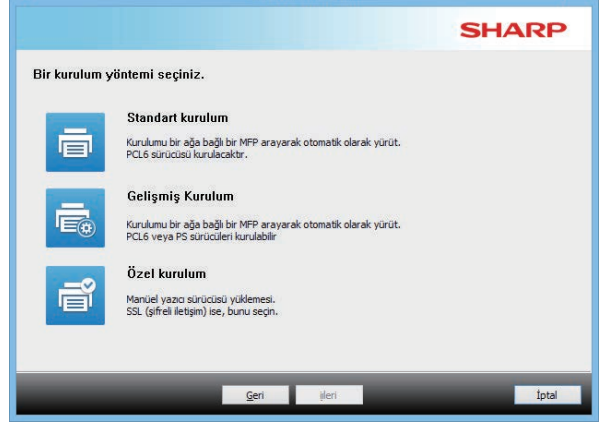 SHARP
Bir kurulum yöntemi seçiniz.
Standart kurulum
Kurulumu bir ağa bağlı bir MFP arayarak otomatik olarak yürüt.
PCL6 sürücüsü kurulacaktır.
Gelişmiş Kurulum
Kurulumu bir ağa bağlı bir MFP arayarak otomatik olarak yürüt.
PCL6 veya PS sürücüleri kurulabilir
Özel kurulum
Manüel yazıcı sürücüsü yüklemesi.
SSL (şifreli iletişim) ise, bunu seçin.
Geri İleri İptal